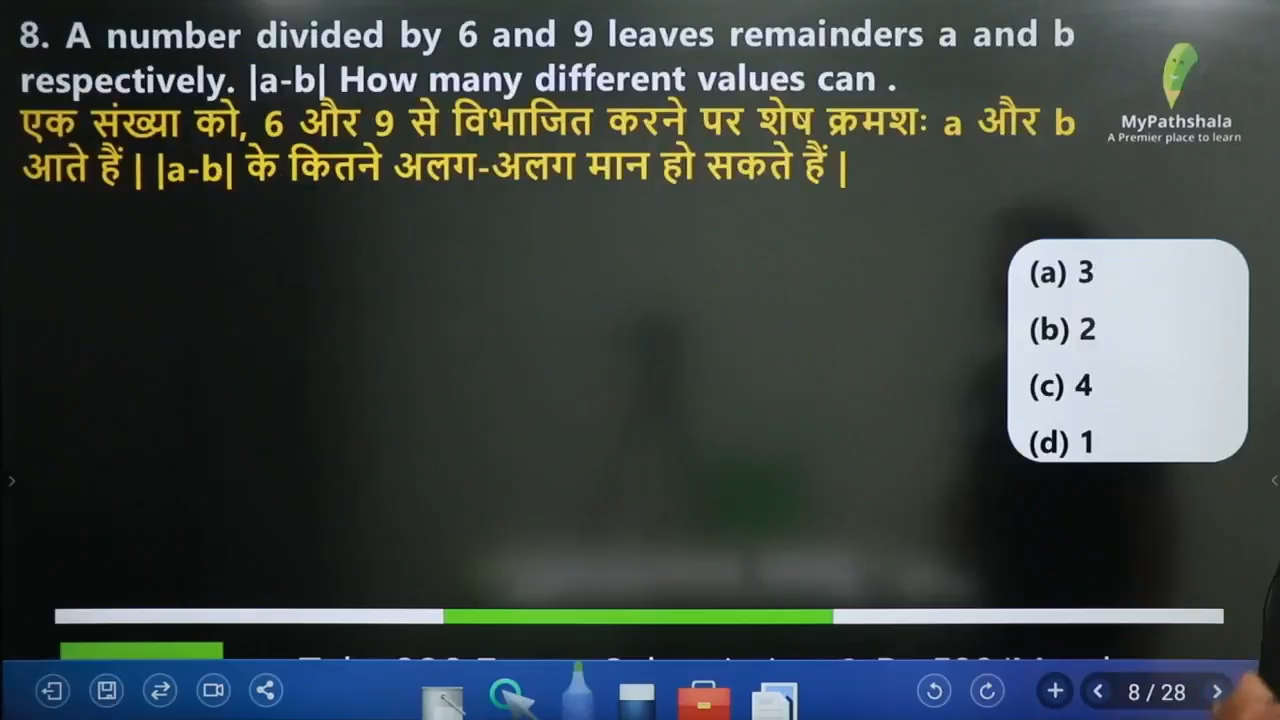 8. A number divided by 6 and 9 leaves remainders a and b
respectively. |a-b| How many different values can .
एक संख्या को, 6 और 9 से विभाजित करने पर शेष क्रमशः a और b
आते हैं | |a-b| के कितने अलग-अलग मान हो सकते हैं |
MyPathshala
A Premier place to learn
(a) 3
(b) 2
(c) 4
(d) 1
8 / 28